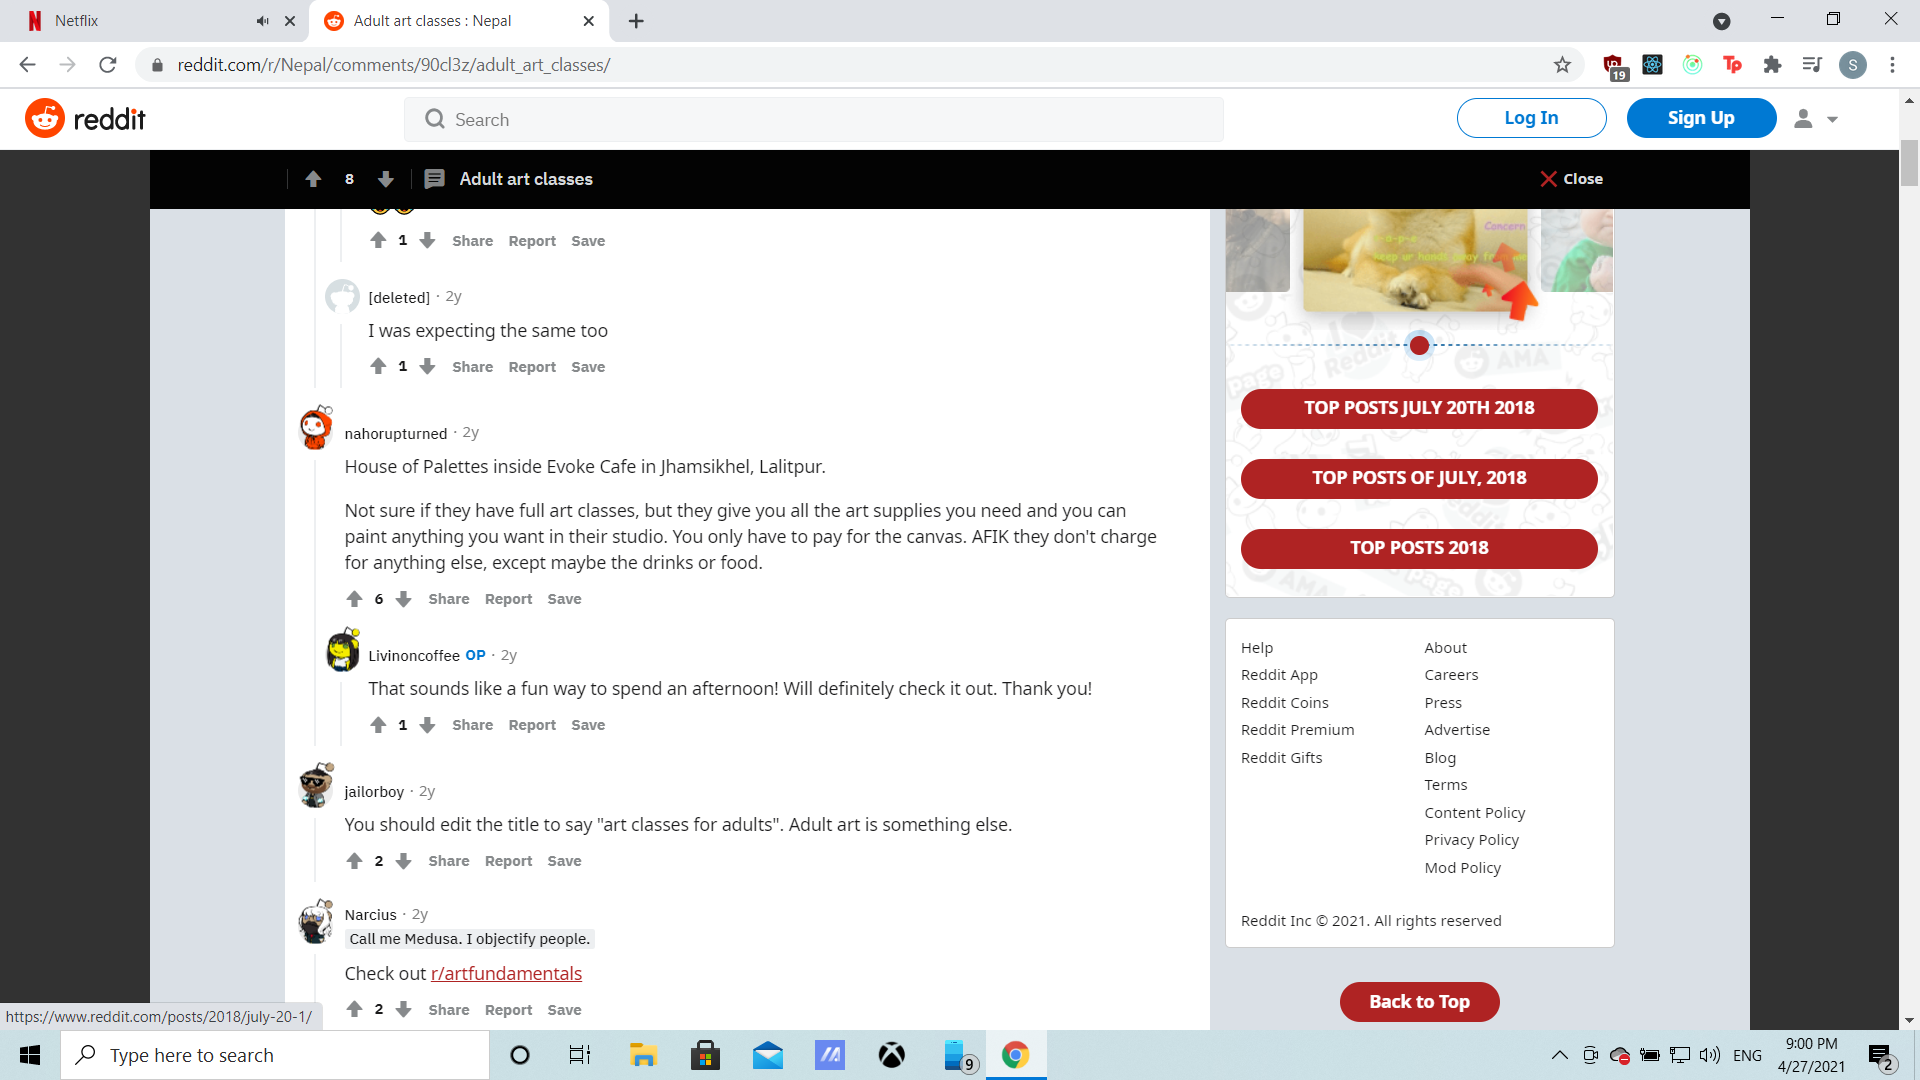 Netflix
Adult art classes : Nepal
reddit.com/r/Nepal/comments/90cl3z/adult_art_classes/
19
Tp
S
reddit
Search
Log In
Sign Up
8
Adult art classes
Close
1 Share Report Save
[deleted] · 2y
I was expecting the same too
1 Share Report Save
nahorupturned · 2y
House of Palettes inside Evoke Cafe in Jhamsikhel, Lalitpur.
Not sure if they have full art classes, but they give you all the art supplies you need and you can
paint anything you want in their studio. You only have to pay for the canvas. AFIK they don't charge
for anything else, except maybe the drinks or food.
6 Share Report Save
Livinoncoffee OP · 2y
That sounds like a fun way to spend an afternoon! Will definitely check it out. Thank you!
1 Share Report Save
jailorboy · 2y
You should edit the title to say "art classes for adults". Adult art is something else.
2 Share Report Save
Narcius · 2y
Call me Medusa. I objectify people.
Check out r/artfundamentals
2 Share Report Save
Concern
TOP POSTS JULY 20TH 2018
TOP POSTS OF JULY, 2018
TOP POSTS 2018
Help
Reddit App
Reddit Coins
Reddit Premium
Reddit Gifts
About
Careers
Press
Advertise
Blog
Terms
Content Policy
Privacy Policy
Mod Policy
Reddit Inc © 2021. All rights reserved
Back to Top
https://www.reddit.com/posts/2018/july-20-1/
Type here to search
9
ENG
9:00 PM
4/27/2021
2